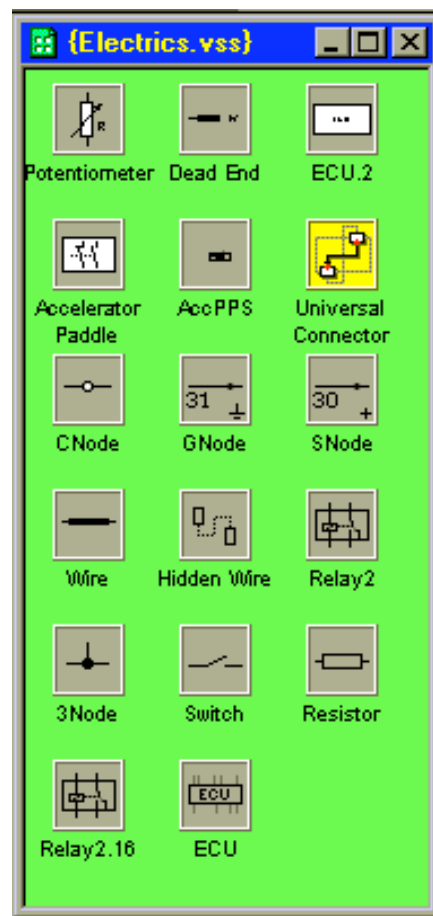 {Electrics.vss}
R
Potentiometer Dead End ECU.2
Accelerator Paddle AccPPS Universal Connector
31 30 +
CNode GNode SNode
Wire Hidden Wire Relay2
3Node Switch Resistor
ECU
Relay2.16 ECU